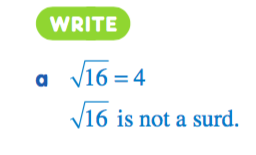 WRITE
a √16 = 4
√16 is not a surd.